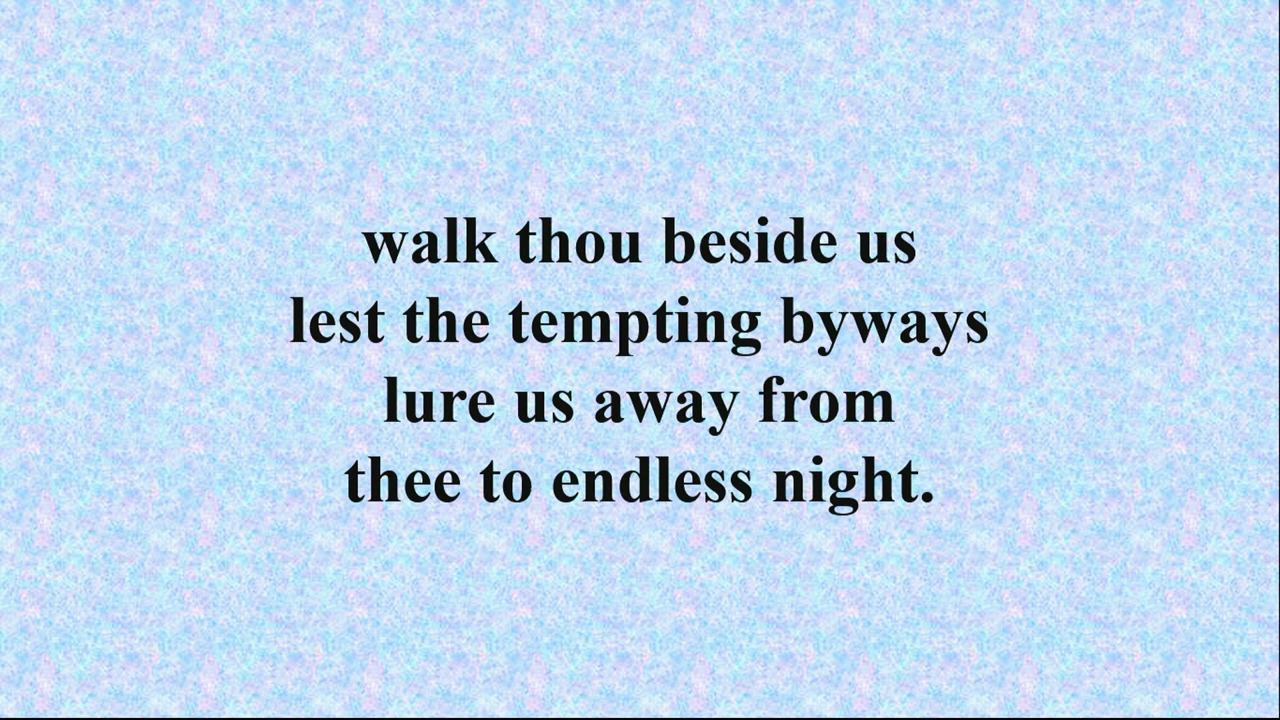 walk thou beside us
lest the tempting byways
lure us away from
thee to endless night.